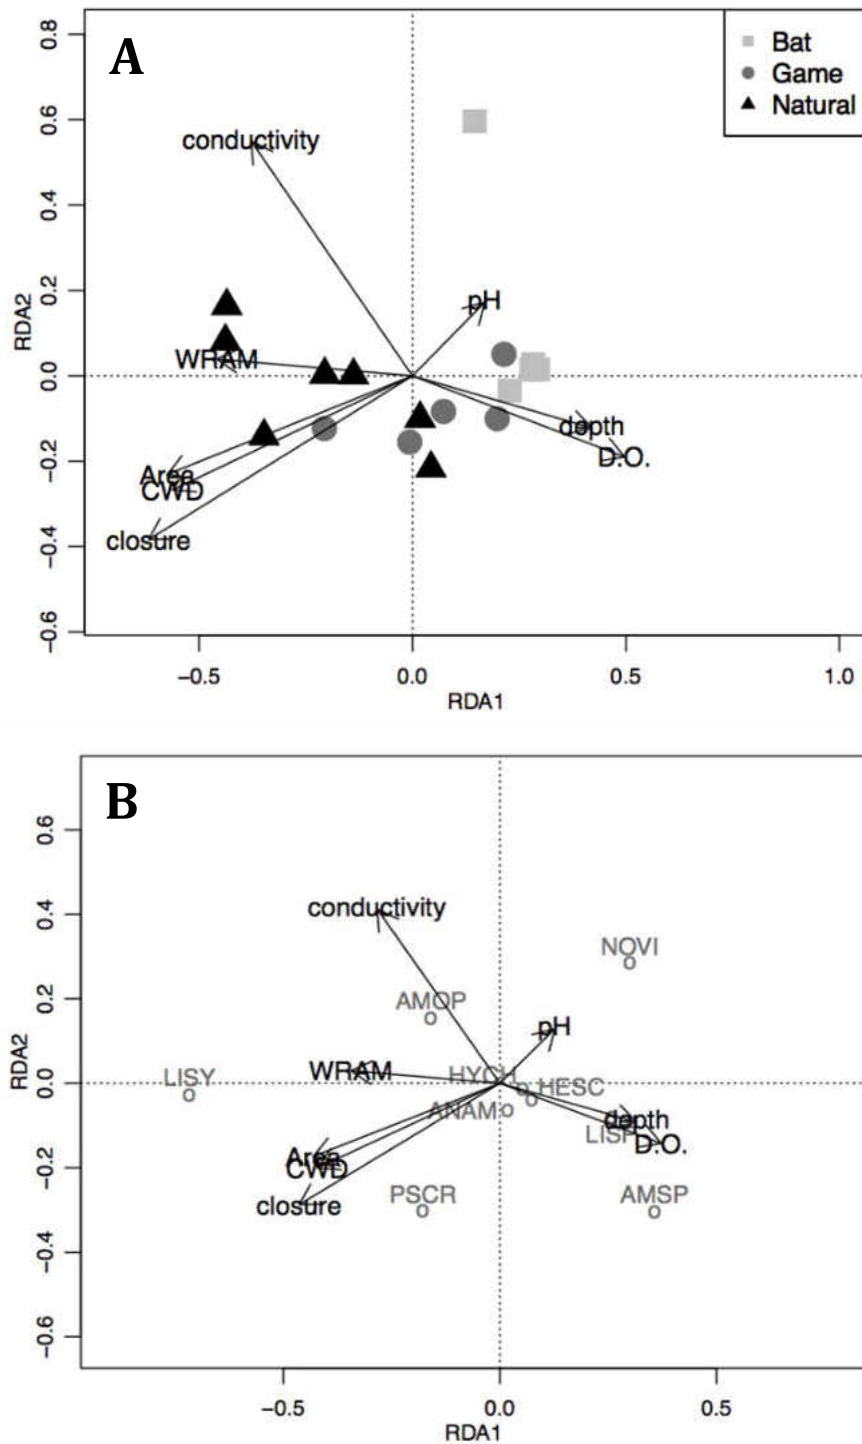 A
Bat
Game
Natural
0.8
0.6
0.4
0.2
0.0
−0.2
−0.4
−0.6
RDA2
conductivity
pH
WRAM
depth
D.O.
Area
CWD
closure
−0.5
0.0
0.5
1.0
RDA1
B
0.6
0.4
0.2
0.0
−0.2
−0.4
−0.6
RDA2
conductivity
NOVI
AMOP
pH
WRAM
HYCH
LISY
HESC
ANAM
depth
D.O.
Area
CWD
PSCR
AMSP
closure
−0.5
0.0
0.5
RDA1